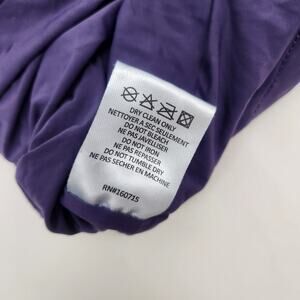 DRY CLEAN ONLY
NETTOYER A SEC SEULEMENT
DO NOT BLEACH
NE PAS JAVELLISER
DO NOT IRON
NE PAS REPASSER
DO NOT TUMBLE DRY
NE PAS SECHER EN MACHINE
RN#160715